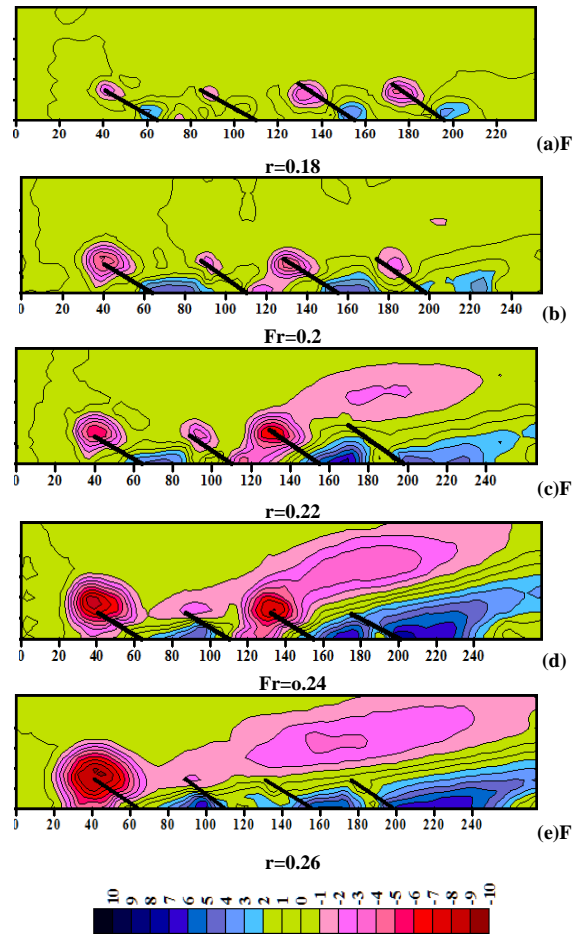 0 20 40 60 80 100 120 140 160 180 200 220
(a)F
r=0.18
0 20 40 60 80 100 120 140 160 180 200 220 240
(b)
Fr=0.2
0 20 40 60 80 100 120 140 160 180 200 220 240
(c)F
r=0.22
0 20 40 60 80 100 120 140 160 180 200 220 240
(d)
Fr=o.24
0 20 40 60 80 100 120 140 160 180 200 220 240
(e)F
r=0.26
10 9 8 7 6 5 4 3 2 1 0 -1 -2 -3 -4 -5 -6 -7 -8 -9 -10